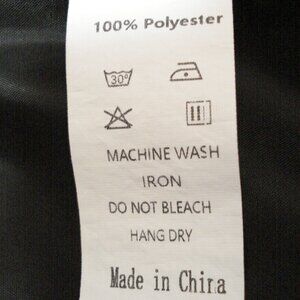 100% Polyester
30°
MACHINE WASH
IRON
DO NOT BLEACH
HANG DRY
Made in China